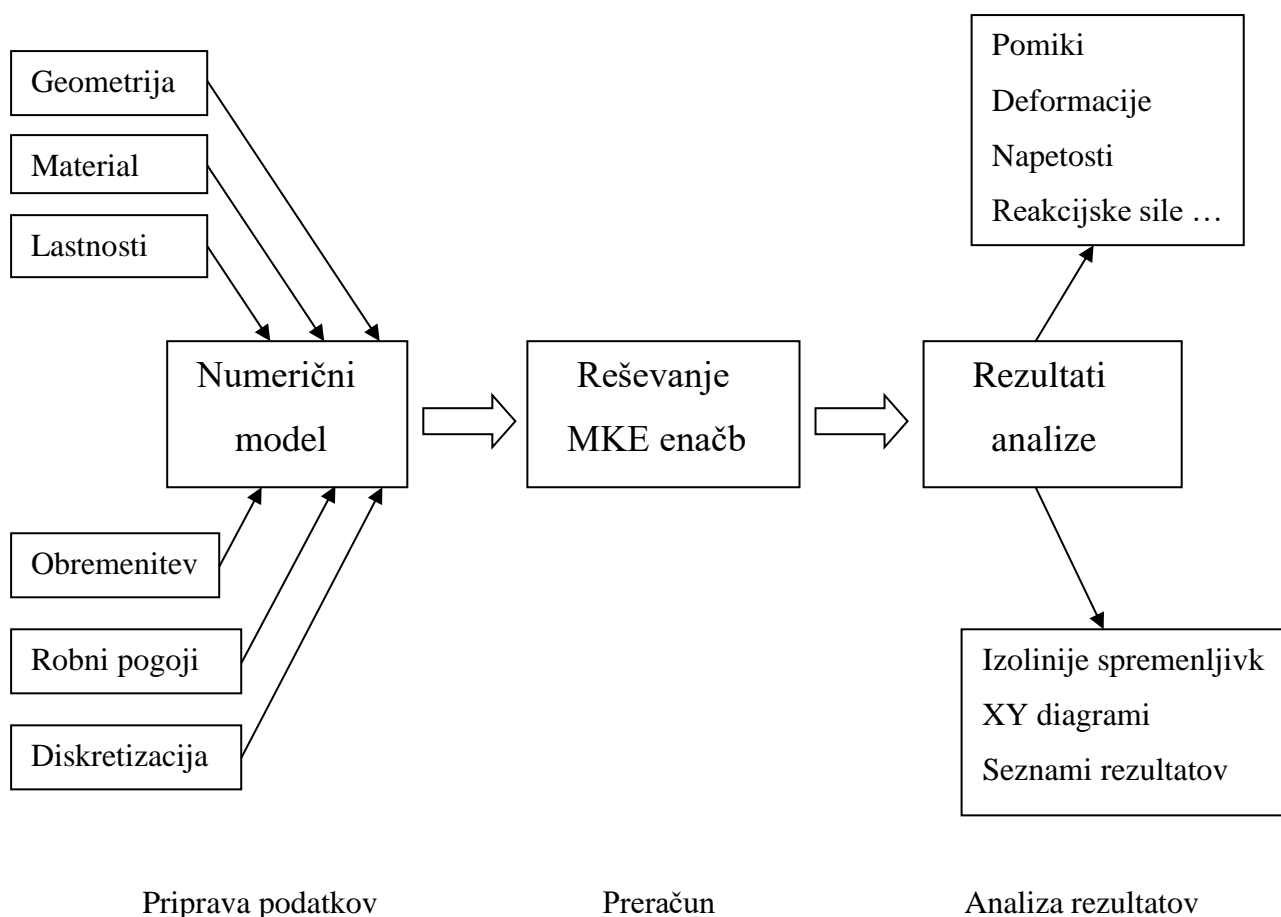 Geometrija
Material
Lastnosti
Numerični
model
Obremenitev
Robni pogoji
Diskretizacija
Reševanje
MKE enačb
Pomiki
Deformacije
Napetosti
Reakcijske sile …
Rezultati
analize
Izolinije spremenljivk
XY diagrami
Seznami rezultatov
Priprava podatkov
Preračun
Analiza rezultatov